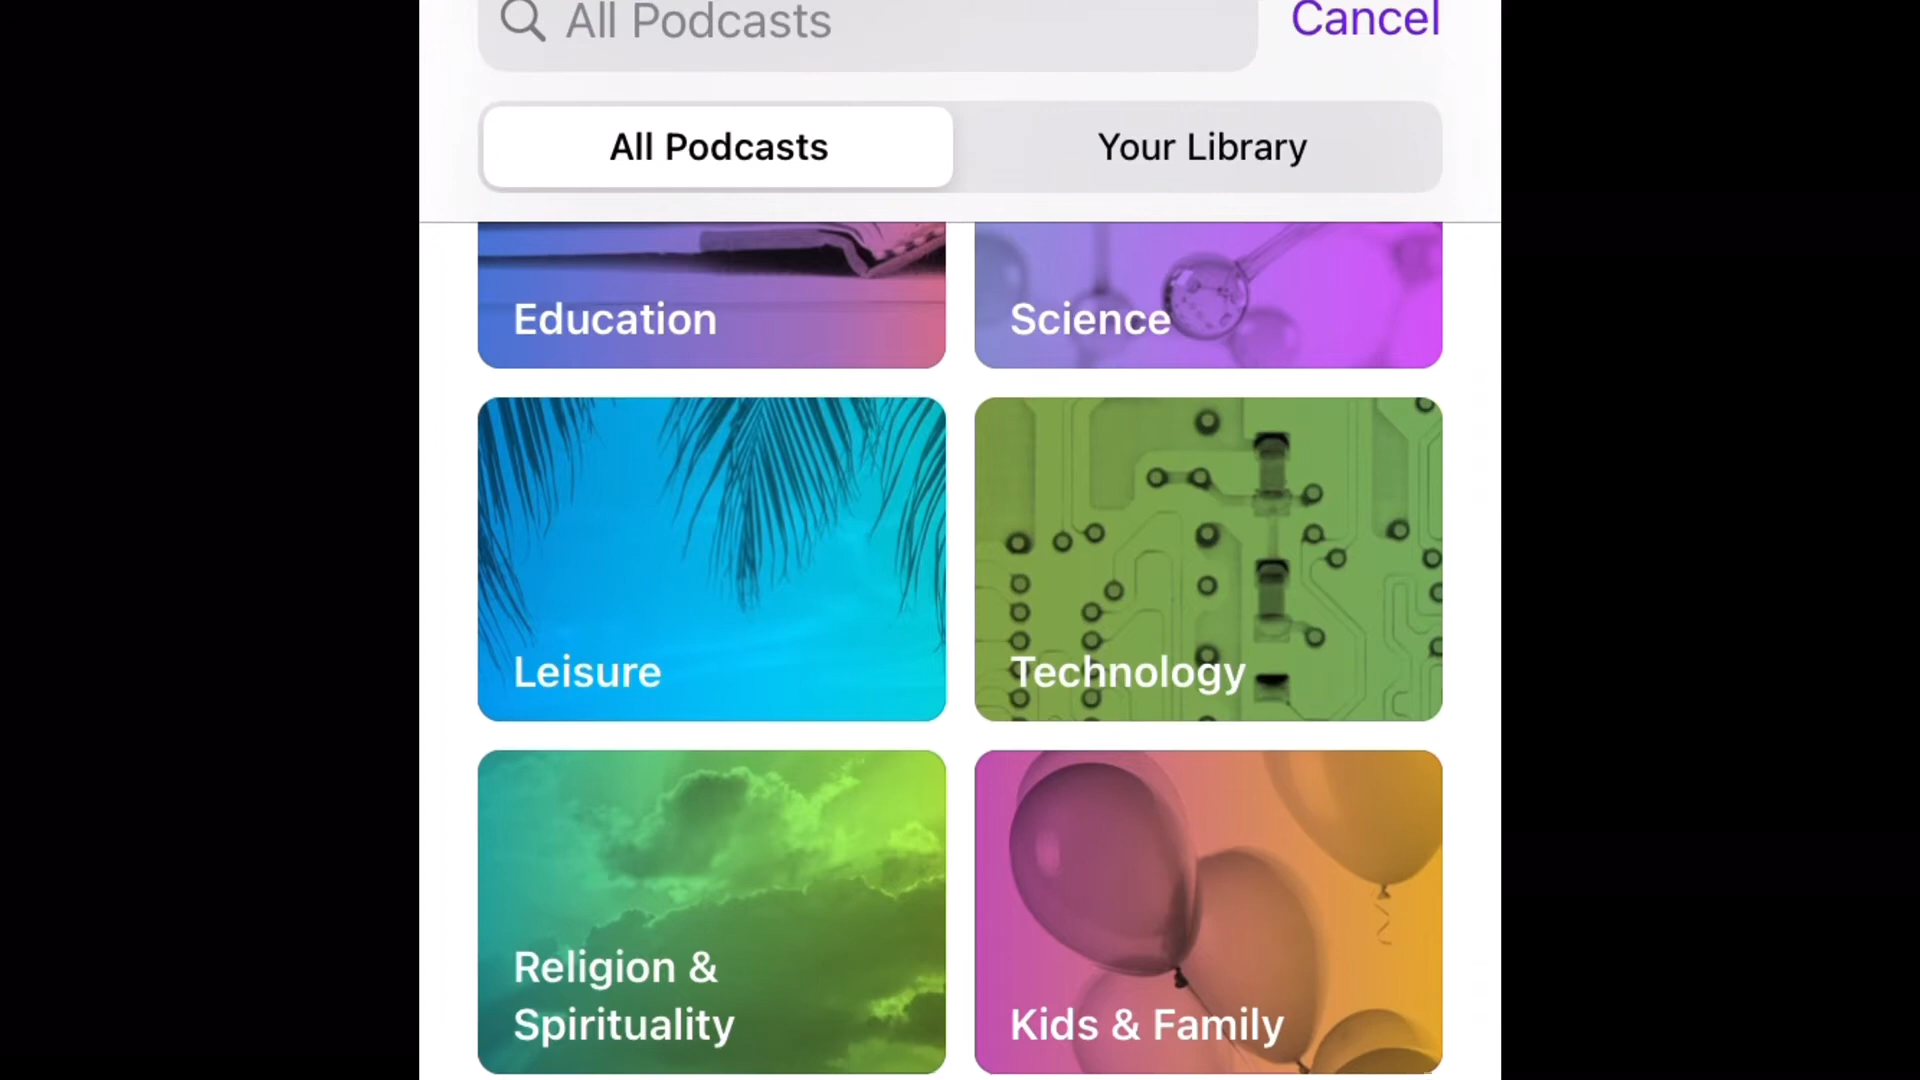 All Podcasts
Cancel
All Podcasts
Your Library
Education
Science
Leisure
Technology
Religion &
Spirituality
Kids & Family